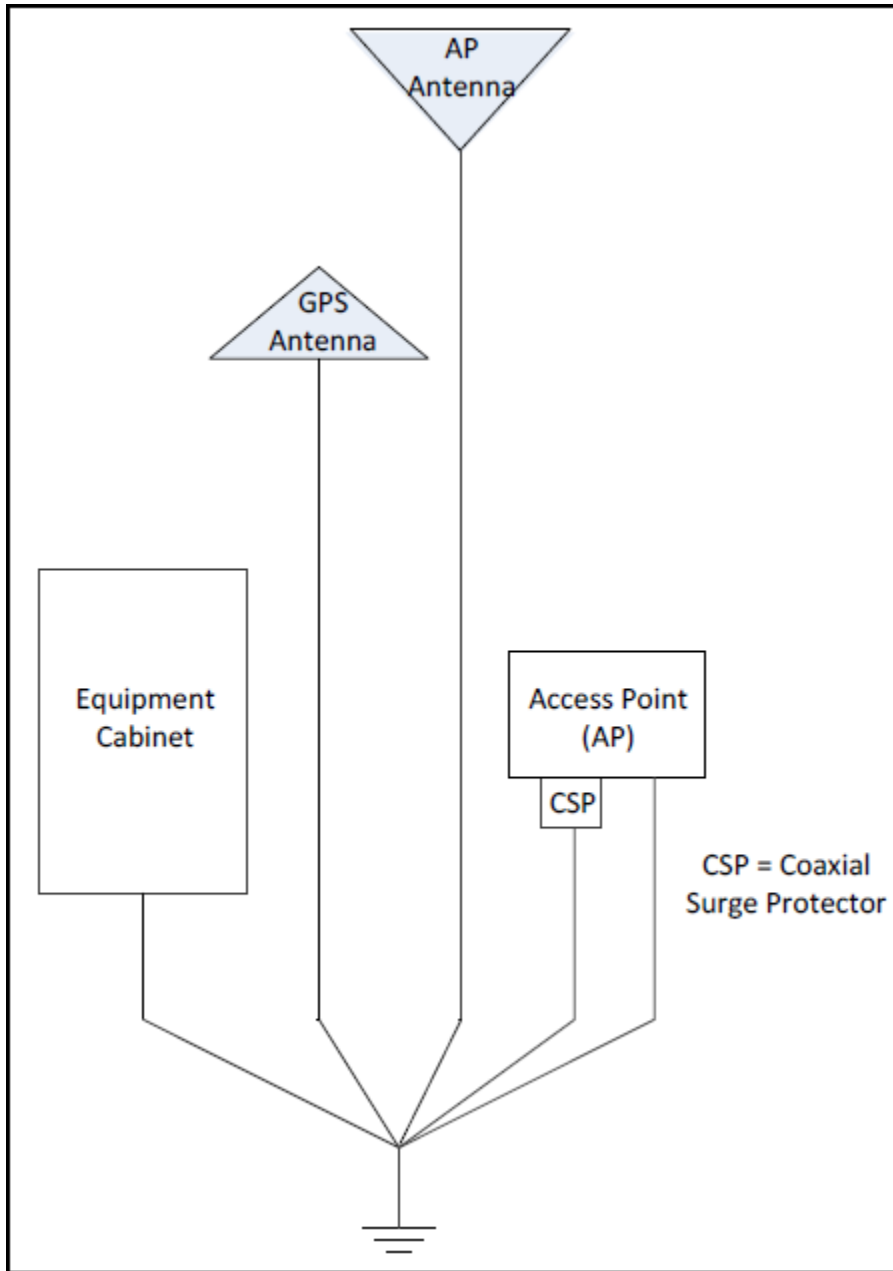 AP
Antenna
GPS
Antenna
Equipment
Cabinet
Access Point
(AP)
CSP
CSP = Coaxial
Surge Protector